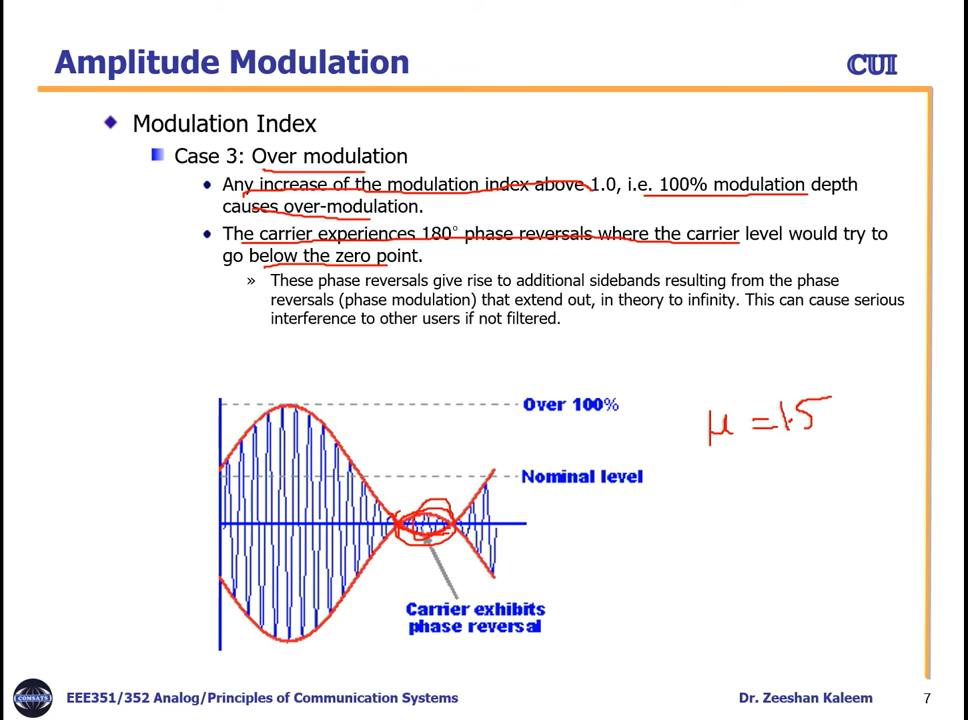 Amplitude Modulation
CUI
Modulation Index
Case 3: Over modulation
Any increase of the modulation index above 1.0, i.e. 100% modulation depth
causes over-modulation.
The carrier experiences 180° phase reversals where the carrier level would try to
go below the zero point.
» These phase reversals give rise to additional sidebands resulting from the phase
reversals (phase modulation) that extend out, in theory to infinity. This can cause serious
interference to other users if not filtered.
Over 100%
μ = 1.5
Nominal level
Carrier exhibits
phase reversal
COMSATS
EEE351/352 Analog/Principles of Communication Systems
Dr. Zeeshan Kaleem
7